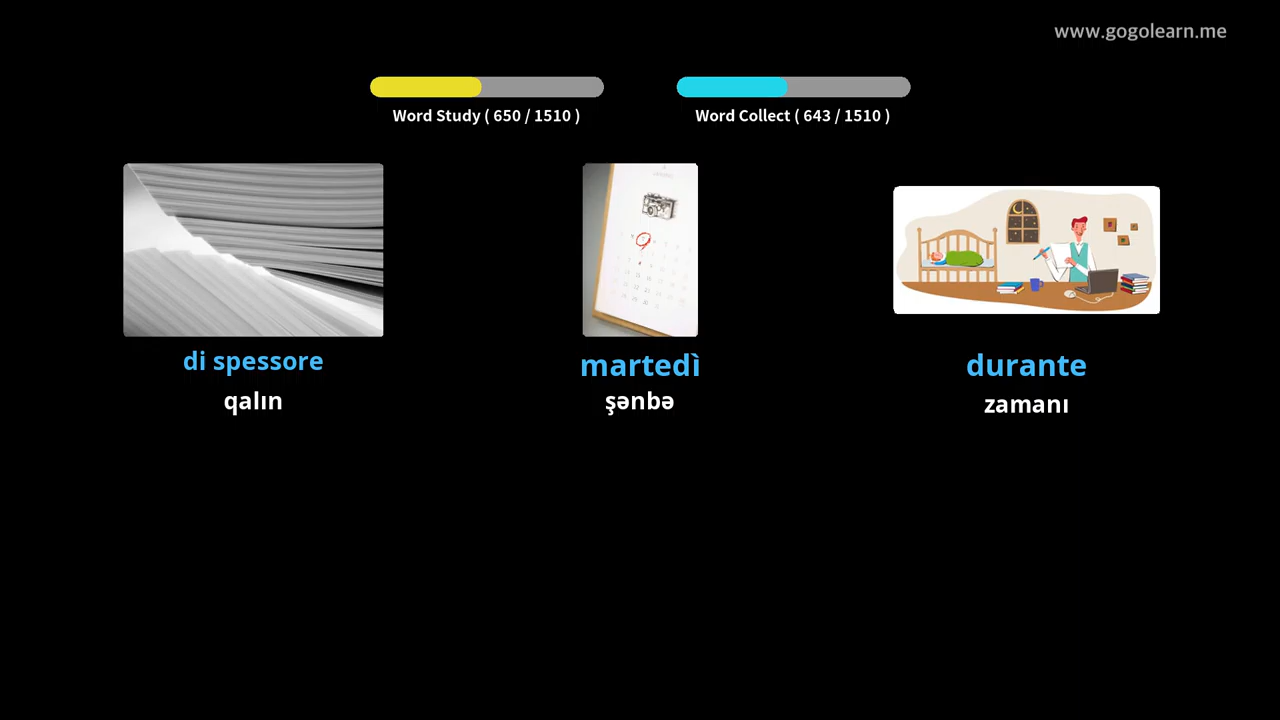 www.gogolearn.me
Word Study ( 650 / 1510 )
Word Collect ( 643 / 1510 )
di spessore
qalın
martedì
şənbə
durante
zamanı